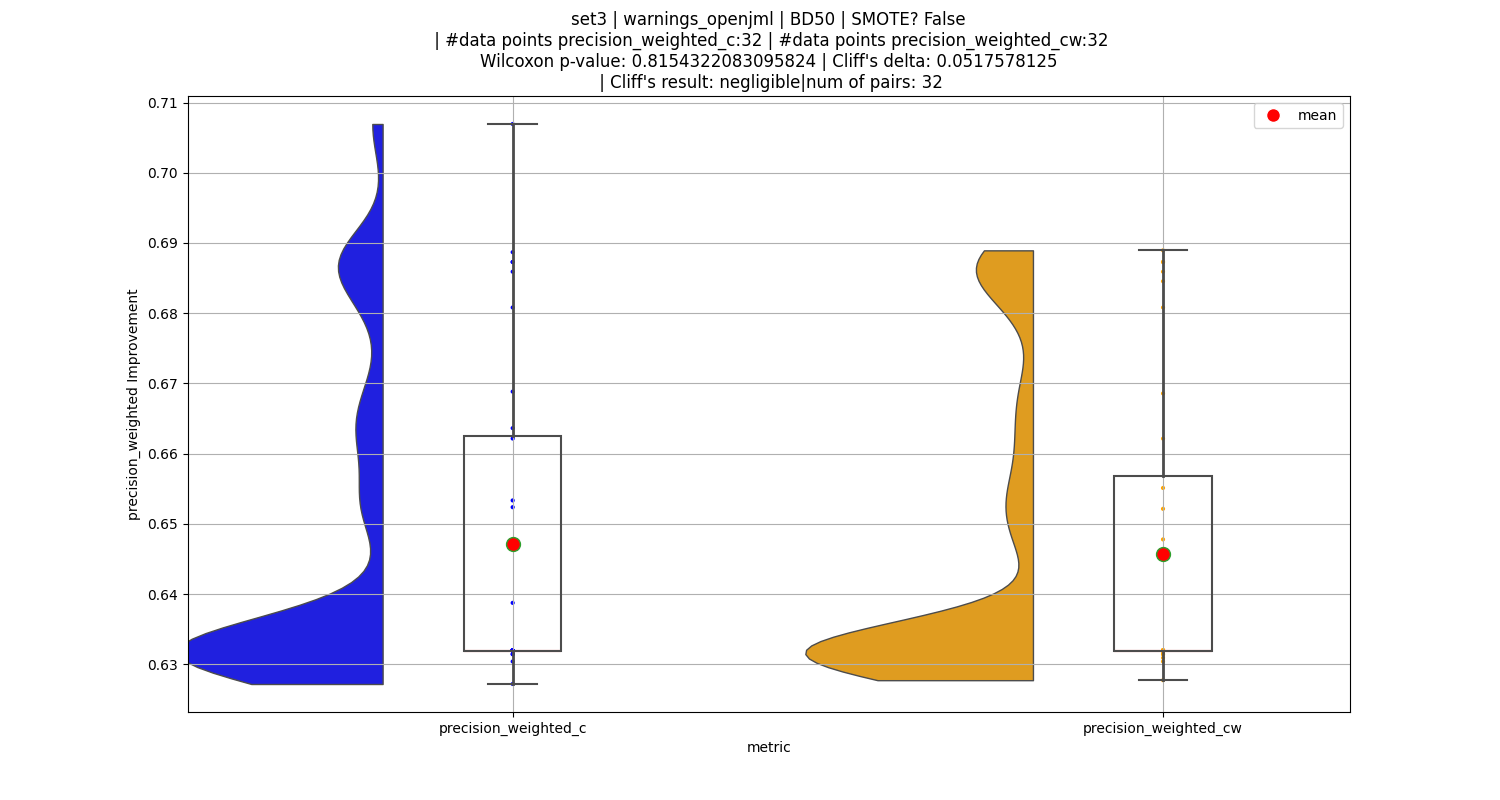 set3 | warnings_openjml | BD50 | SMOTE? False
| #data points precision_weighted_c:32 | #data points precision_weighted_cw:32
Wilcoxon p-value: 0.8154322083095824 | Cliff's delta: 0.0517578125
| Cliff's result: negligible|num of pairs: 32
mean
0.71
0.70
0.69
0.68
0.67
0.66
0.65
0.64
0.63
precision_weighted Improvement
precision_weighted_c
precision_weighted_cw
metric